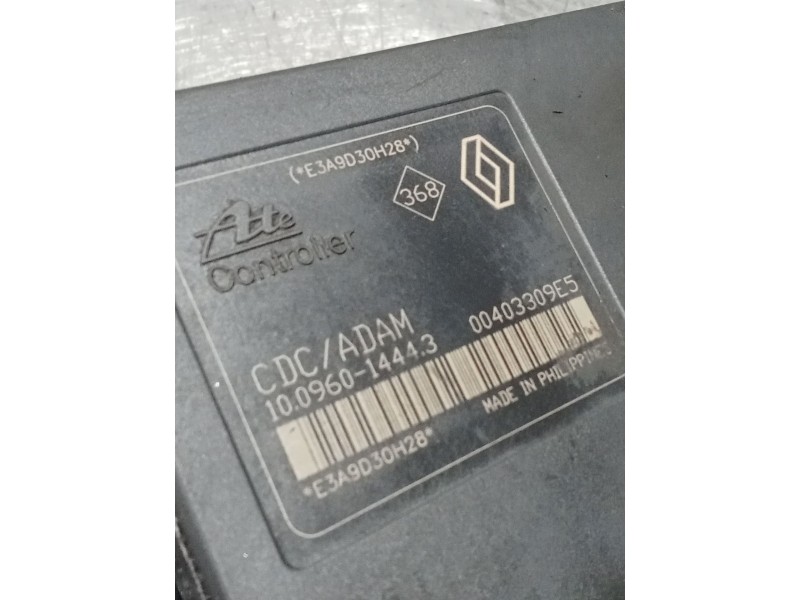 (*E3A9D30H28*)
368
Ate
Controller
CDC/ADAM
10.0960-1444.3 00403309E5
*E3A9D30H28* MADE IN PHILIPPINES